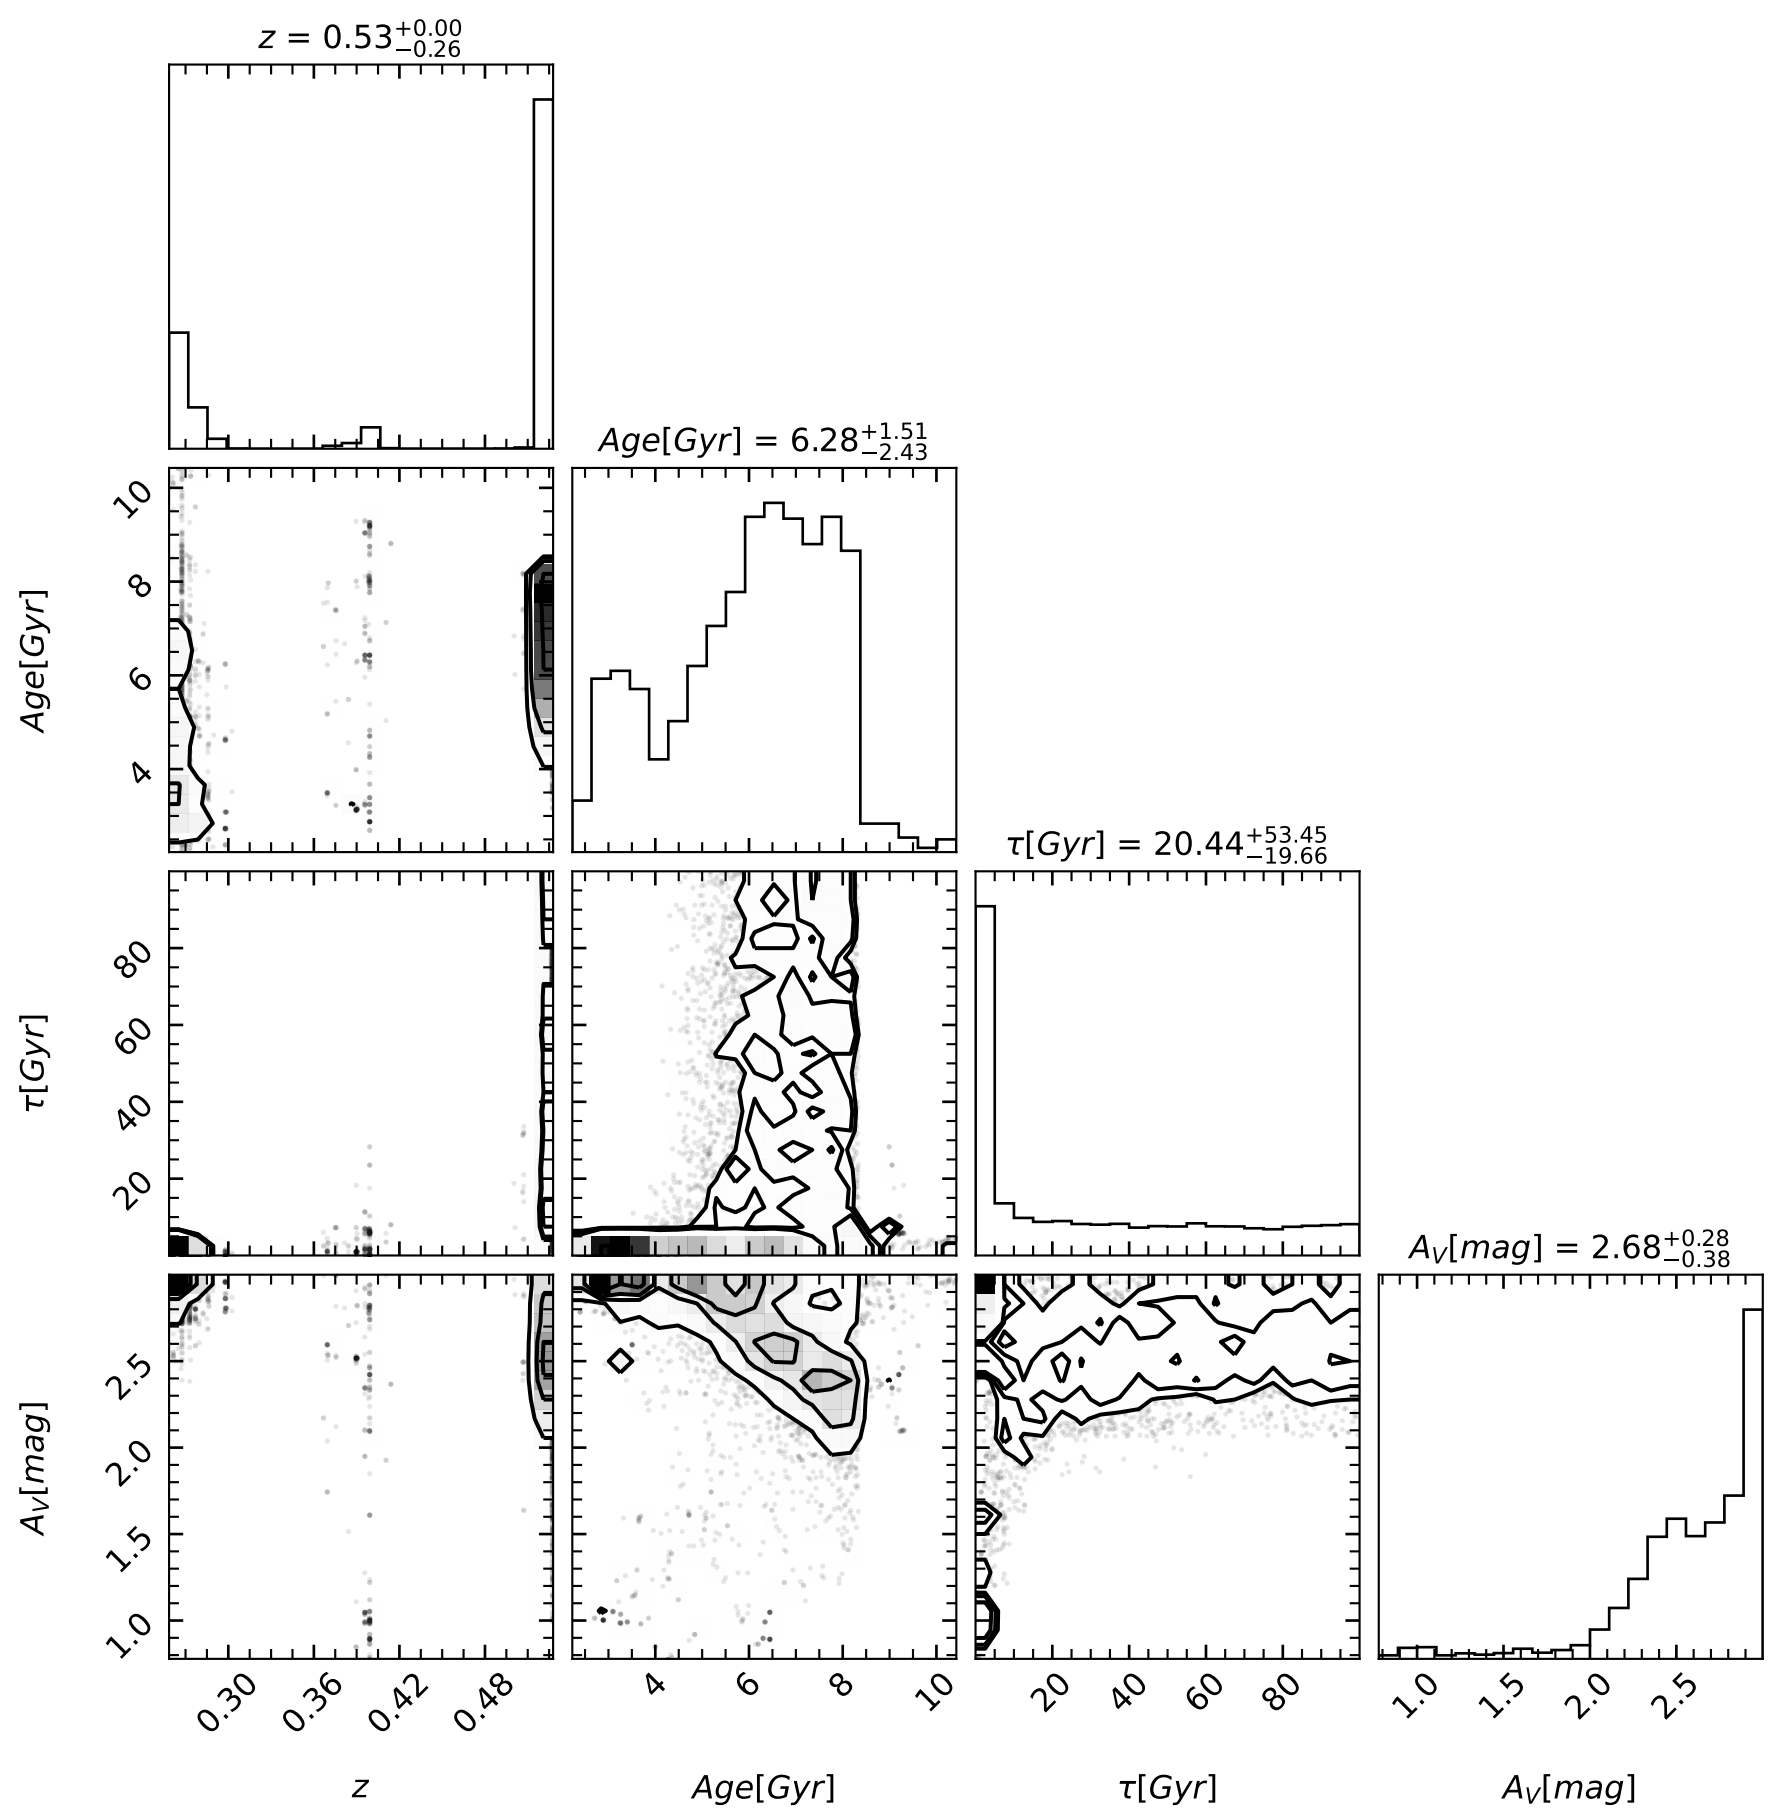 z = 0.53+0.00−0.26
Age[Gyr] = 6.28+1.51−2.43
10
8
6
4
Age[Gyr]
τ[Gyr] = 20.44+53.45−19.66
80
60
40
20
τ[Gyr]
AV[mag] = 2.68+0.28−0.38
2.5
2.0
1.5
1.0
AV[mag]
0.30 0.36 0.42 0.48 4 6 8 10 20 40 60 80 1.0 1.5 2.0 2.5
z Age[Gyr] τ[Gyr] AV[mag]